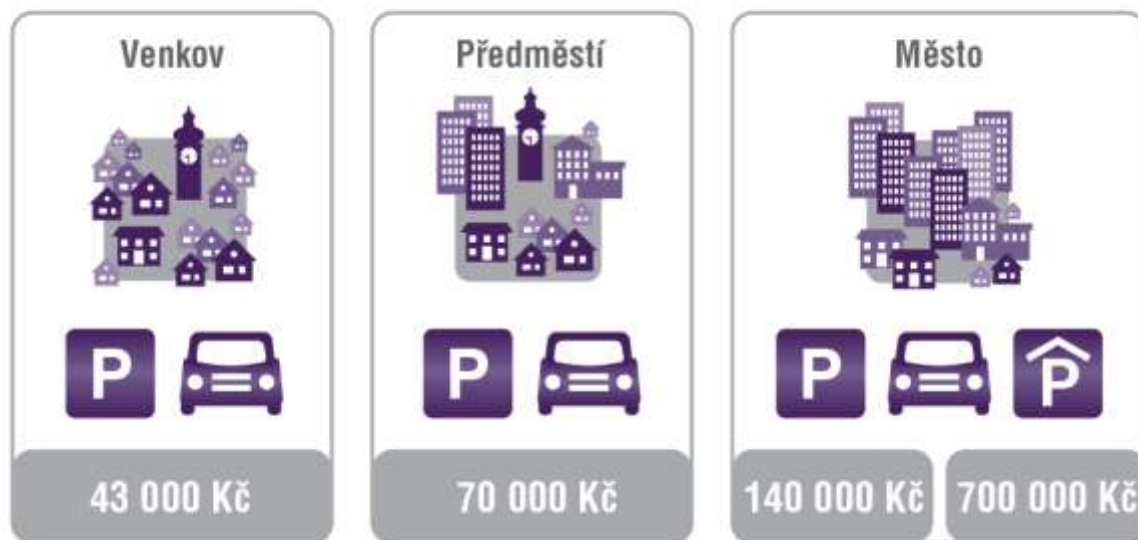 Venkov
Předměstí
Město
P
P
P
P
43 000 Kč
70 000 Kč
140 000 Kč
700 000 Kč